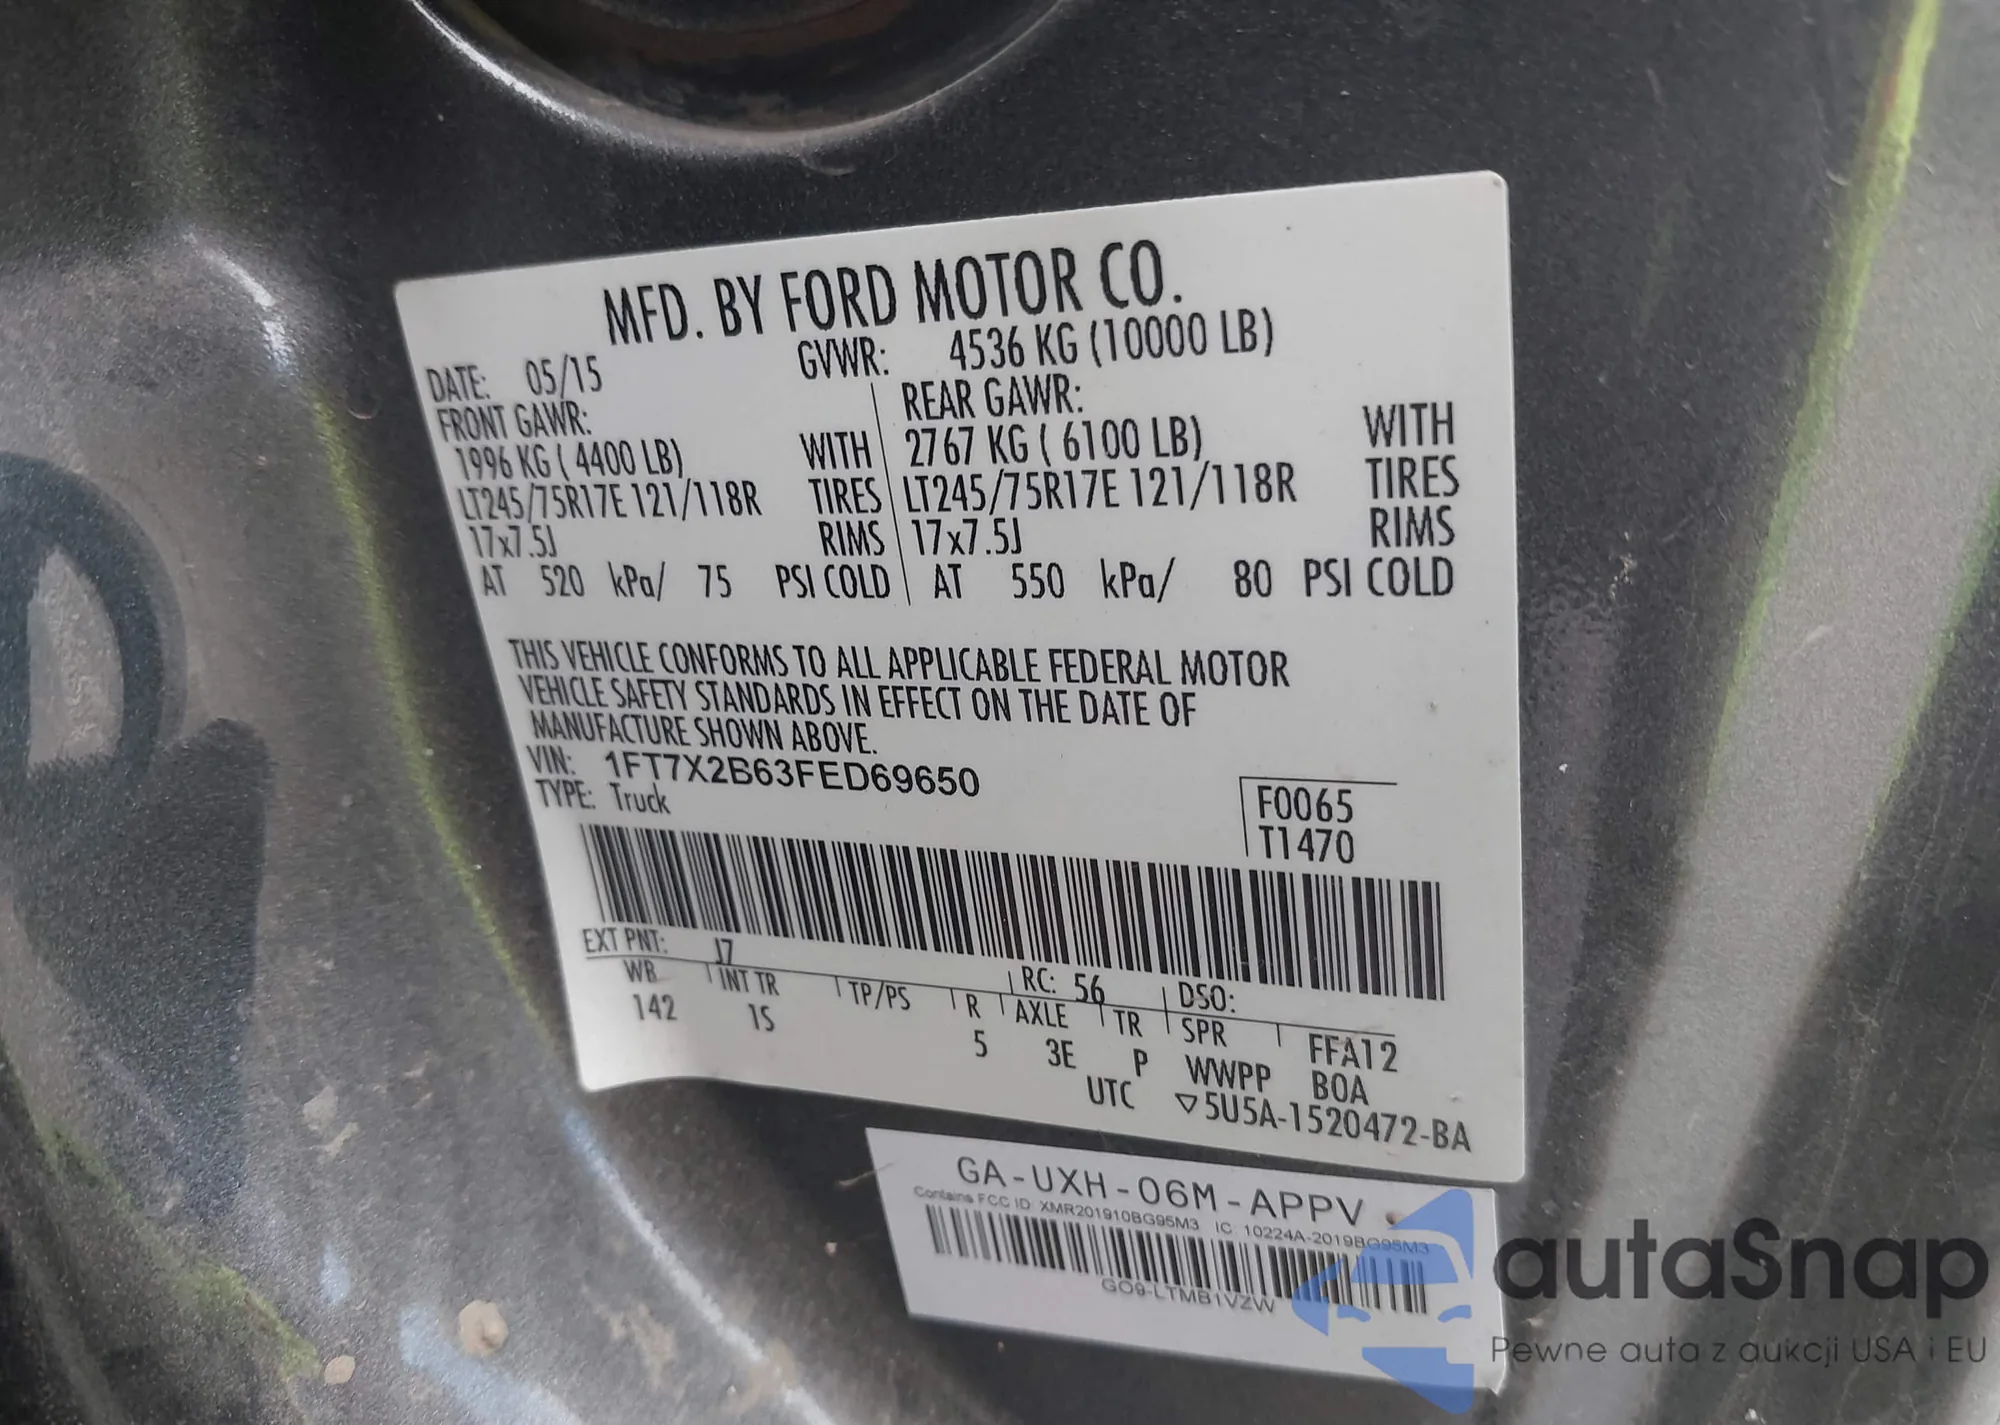 MFD. BY FORD MOTOR CO.
DATE: 05/15 GVWR: 4536 KG (10000 LB)
FRONT GAWR: REAR GAWR:
1996 KG ( 4400 LB) WITH 2767 KG ( 6100 LB) WITH
LT245/75R17E 121/118R TIRES LT245/75R17E 121/118R TIRES
17x7.5J RIMS 17x7.5J RIMS
AT 520 kPa/ 75 PSI COLD AT 550 kPa/ 80 PSI COLD
THIS VEHICLE CONFORMS TO ALL APPLICABLE FEDERAL MOTOR
VEHICLE SAFETY STANDARDS IN EFFECT ON THE DATE OF
MANUFACTURE SHOWN ABOVE.
VIN: 1FT7X2B63FED69650
TYPE: Truck
F0065
T1470
EXT PNT: J7 RC: 56 DSO:
WB INT TR TP/PS R AXLE TR SPR FFA12
142 1S 5 3E P WWPP BOA
UTC ▽5U5A-1520472-BA
GA-UXH-06M-APPV
Contains FCC ID: XMR201910BG95M3 IC: 10224A-2019BG95M3
GO9-LTMB1VZW
autaSnap
Pewne auta z aukcji USA i EU